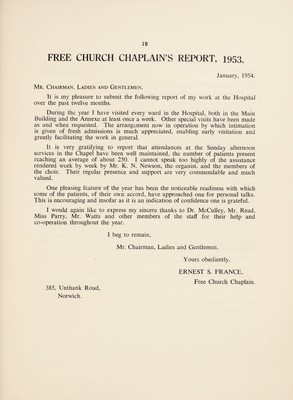 19
FREE CHURCH CHAPLAIN'S REPORT, 1953.
January, 1954.
MR. CHAIRMAN, LADIES AND GENTLEMEN,
It is my pleasure to submit the following report of my work at the Hospital
over the past twelve months.
During the year I have visited every ward in the Hospital, both in the Main
Building and the Annexe at least once a week. Other special visits have been made
as and when requested. The arrangement now in operation by which intimation
is given of fresh admissions is much appreciated, enabling early visitation and
greatly facilitating the work in general.
It is very gratifying to report that attendances at the Sunday afternoon
services in the Chapel have been well maintained, the number of patients present
reaching an average of about 250. I cannot speak too highly of the assistance
rendered week by week by Mr. K. N. Newson, the organist, and the members of
the choir. Their regular presence and support are very commendable and much
valued.
One pleasing feature of the year has been the noticeable readiness with which
some of the patients, of their own accord, have approached one for personal talks.
This is encouraging and insofar as it is an indication of confidence one is grateful.
I would again like to express my sincere thanks to Dr. McCulley, Mr. Read,
Miss Parry, Mr. Watts and other members of the staff for their help and
co-operation throughout the year.
I beg to remain,
Mr. Chairman, Ladies and Gentlemen.
Yours obediently,
ERNEST S. FRANCE,
Free Church Chaplain.
385, Unthank Road,
Norwich.